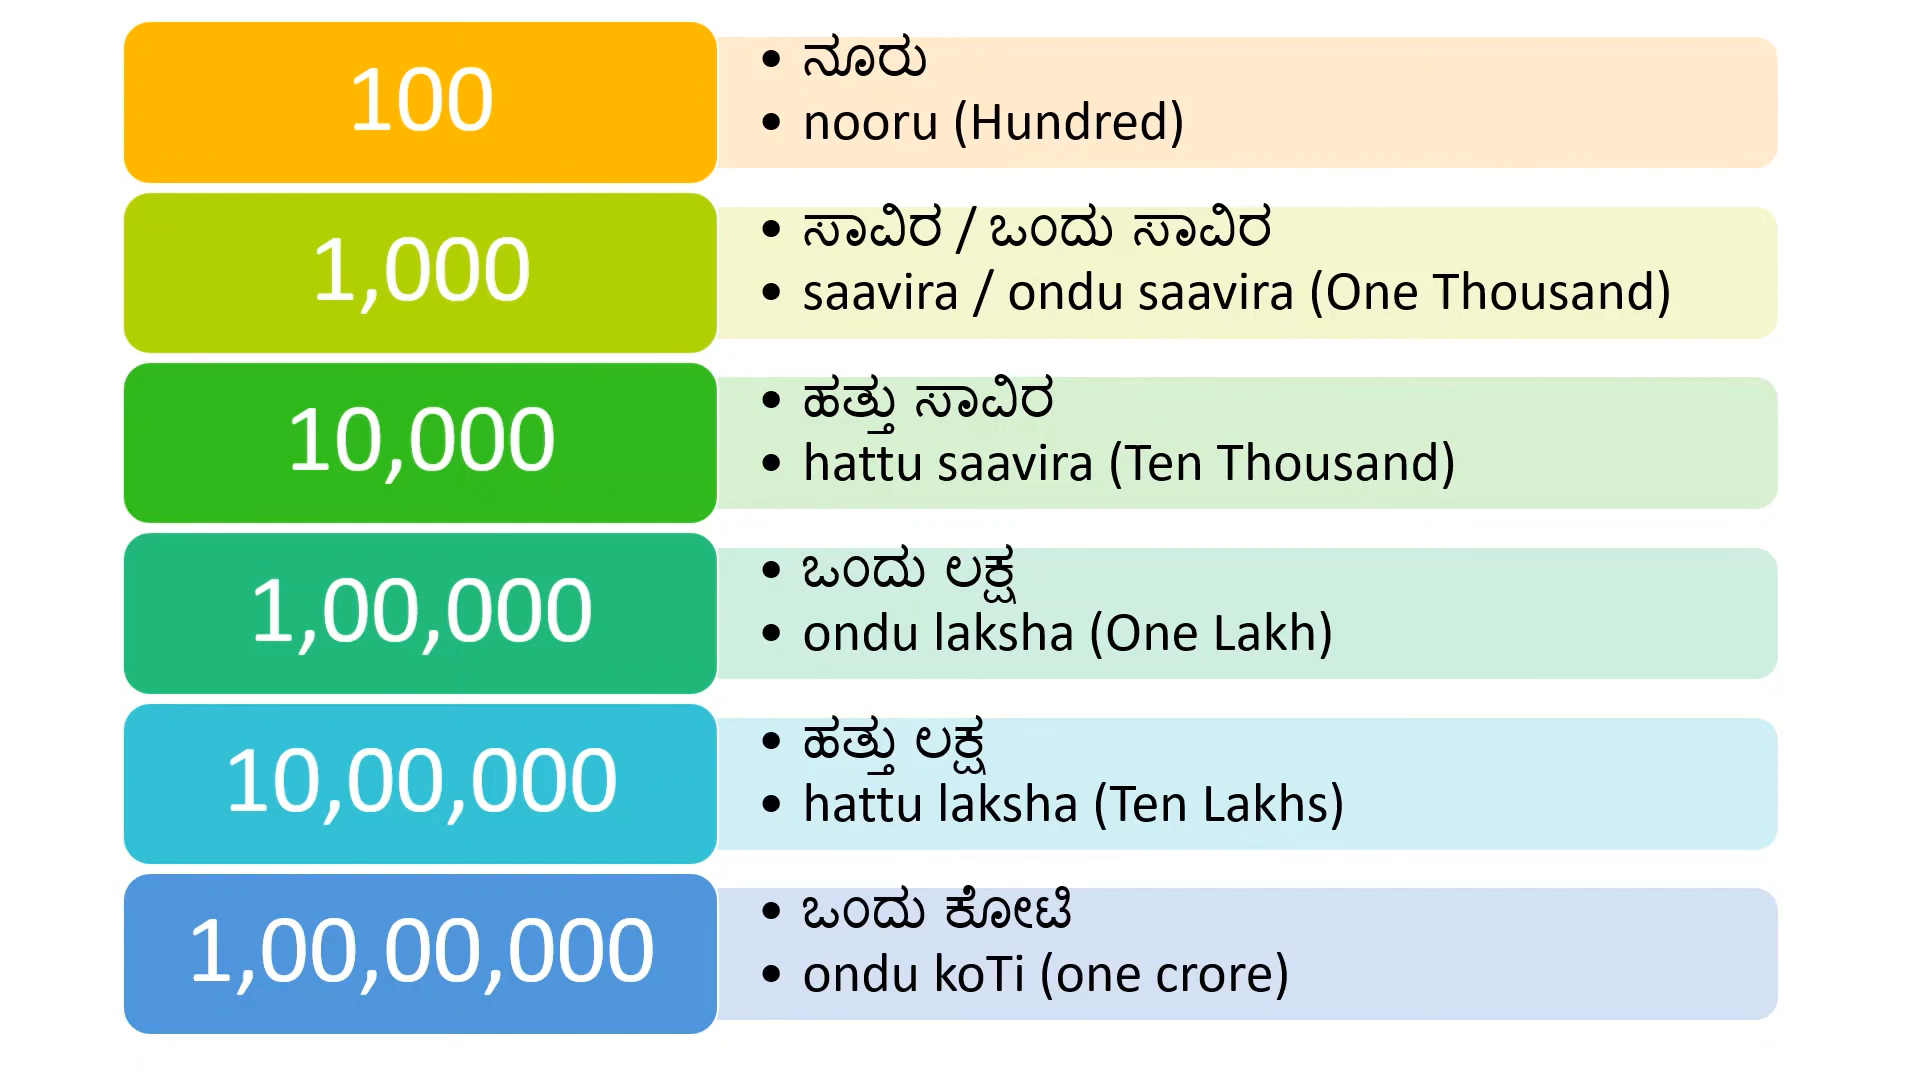 100
ನೂರು
nooru (Hundred)
1,000
ಸಾವಿರ / ಒಂದು ಸಾವಿರ
saavira / ondu saavira (One Thousand)
10,000
ಹತ್ತು ಸಾವಿರ
hattu saavira (Ten Thousand)
1,00,000
ಒಂದು ಲಕ್ಷ
ondu laksha (One Lakh)
10,00,000
ಹತ್ತು ಲಕ್ಷ
hattu laksha (Ten Lakhs)
1,00,00,000
ಒಂದು ಕೋಟಿ
ondu koTi (one crore)